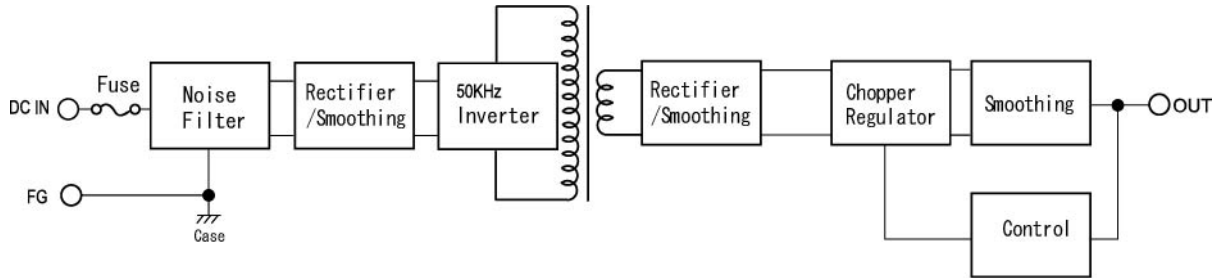 DC IN
Fuse
Noise
Filter
Rectifier
/Smoothing
50KHz
Inverter
Rectifier
/Smoothing
Chopper
Regulator
Smoothing
OUT
FG
Case
Control